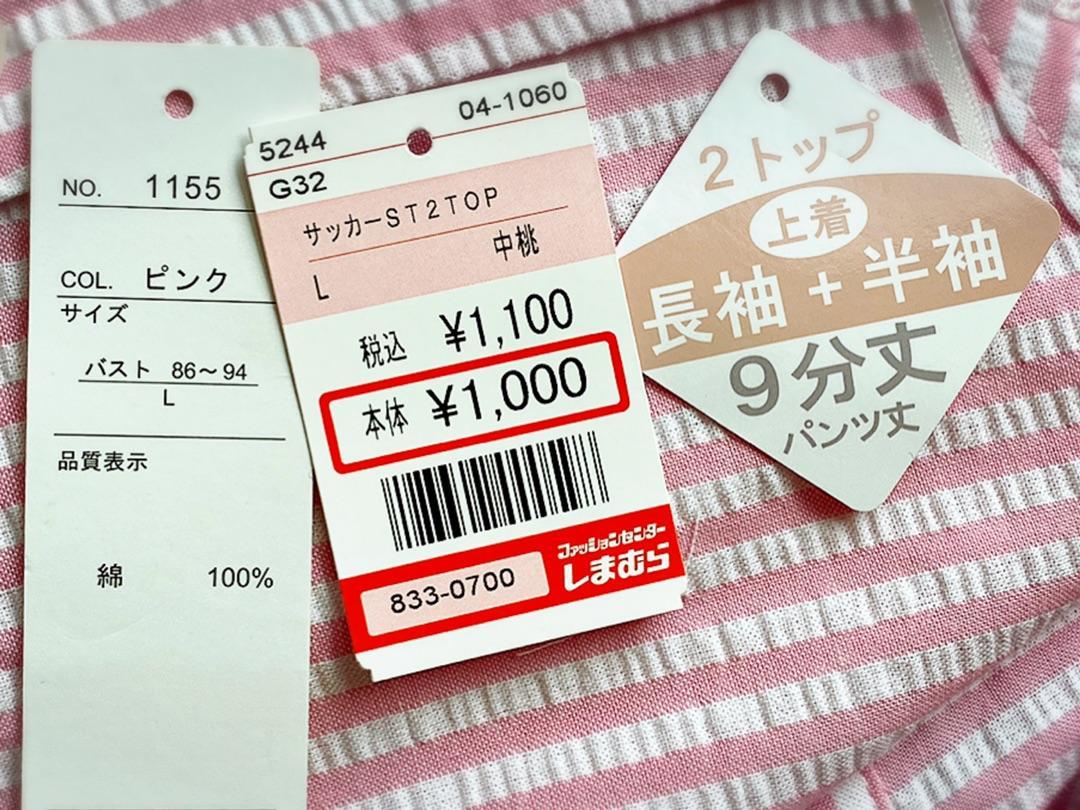 NO. 1155
COL. ピンク
サイズ
バスト 86～94
L
品質表示
綿 100%
5244 04-1060
G32
サッカーST2TOP
L 中桃
税込 ¥1,100
本体 ¥1,000
833-0700
ファッションセンター
しまむら
2トップ
上着
長袖+半袖
9分丈
パンツ丈